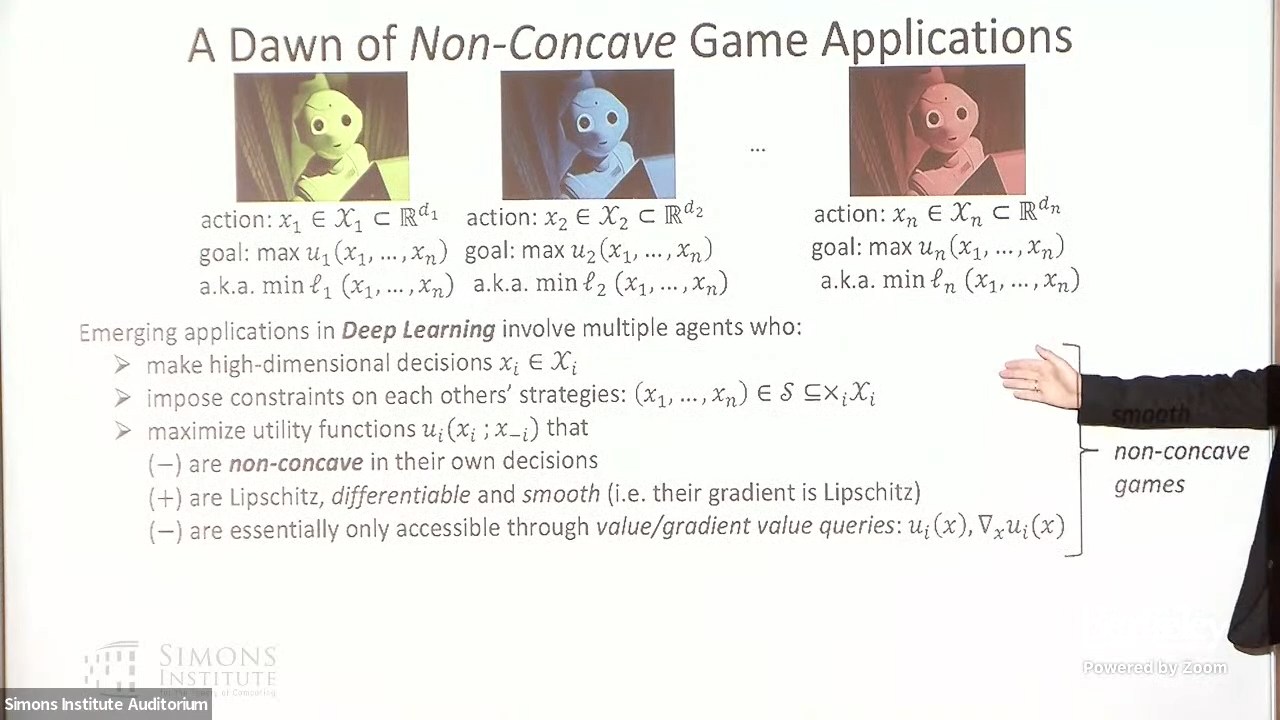 A Dawn of Non-Concave Game Applications
...
action: x₁ ∈ 𝒳₁ ⊂ ℝ^{d₁}
goal: max u₁(x₁, …, xₙ)
a.k.a. min ℓ₁ (x₁, …, xₙ)
action: x₂ ∈ 𝒳₂ ⊂ ℝ^{d₂}
goal: max u₂(x₁, …, xₙ)
a.k.a. min ℓ₂ (x₁, …, xₙ)
action: xₙ ∈ 𝒳ₙ ⊂ ℝ^{dₙ}
goal: max uₙ(x₁, …, xₙ)
a.k.a. min ℓₙ (x₁, …, xₙ)
Emerging applications in Deep Learning involve multiple agents who:
➢ make high-dimensional decisions xᵢ ∈ 𝒳ᵢ
➢ impose constraints on each others' strategies: (x₁, …, xₙ) ∈ 𝒮 ⊆×ᵢ𝒳ᵢ
➢ maximize utility functions uᵢ(xᵢ ; x₋ᵢ) that
(−) are non-concave in their own decisions
(+) are Lipschitz, differentiable and smooth (i.e. their gradient is Lipschitz)
(−) are essentially only accessible through value/gradient value queries: uᵢ(x), ∇ₓuᵢ(x)
smooth
non-concave
games
SIMONS
INSTITUTE
Powered by Zoom
Simons Institute Auditorium